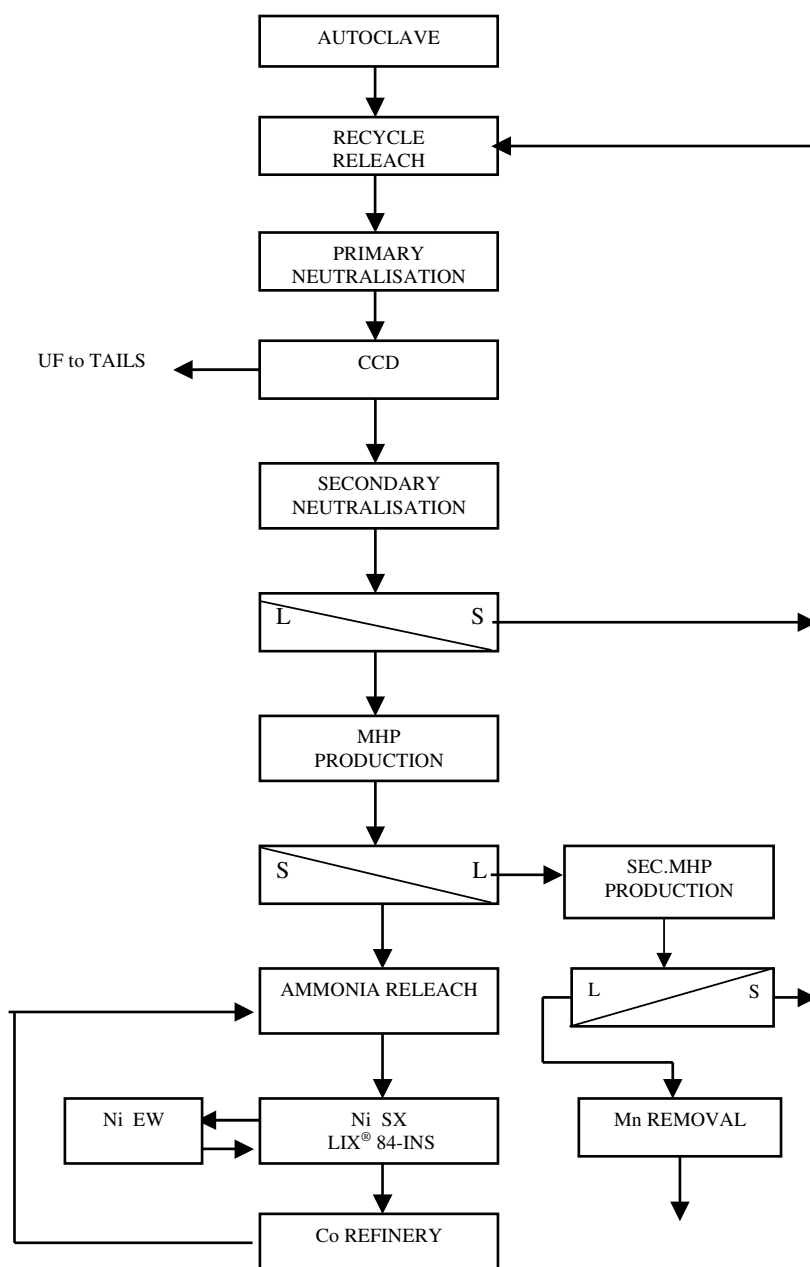 AUTOCLAVE
RECYCLE
RELEACH
PRIMARY
NEUTRALISATION
UF to TAILS
CCD
SECONDARY
NEUTRALISATION
L S
MHP
PRODUCTION
S L
SEC.MHP
PRODUCTION
AMMONIA RELEACH
L S
Ni EW
Ni SX
LIX® 84-INS
Mn REMOVAL
Co REFINERY